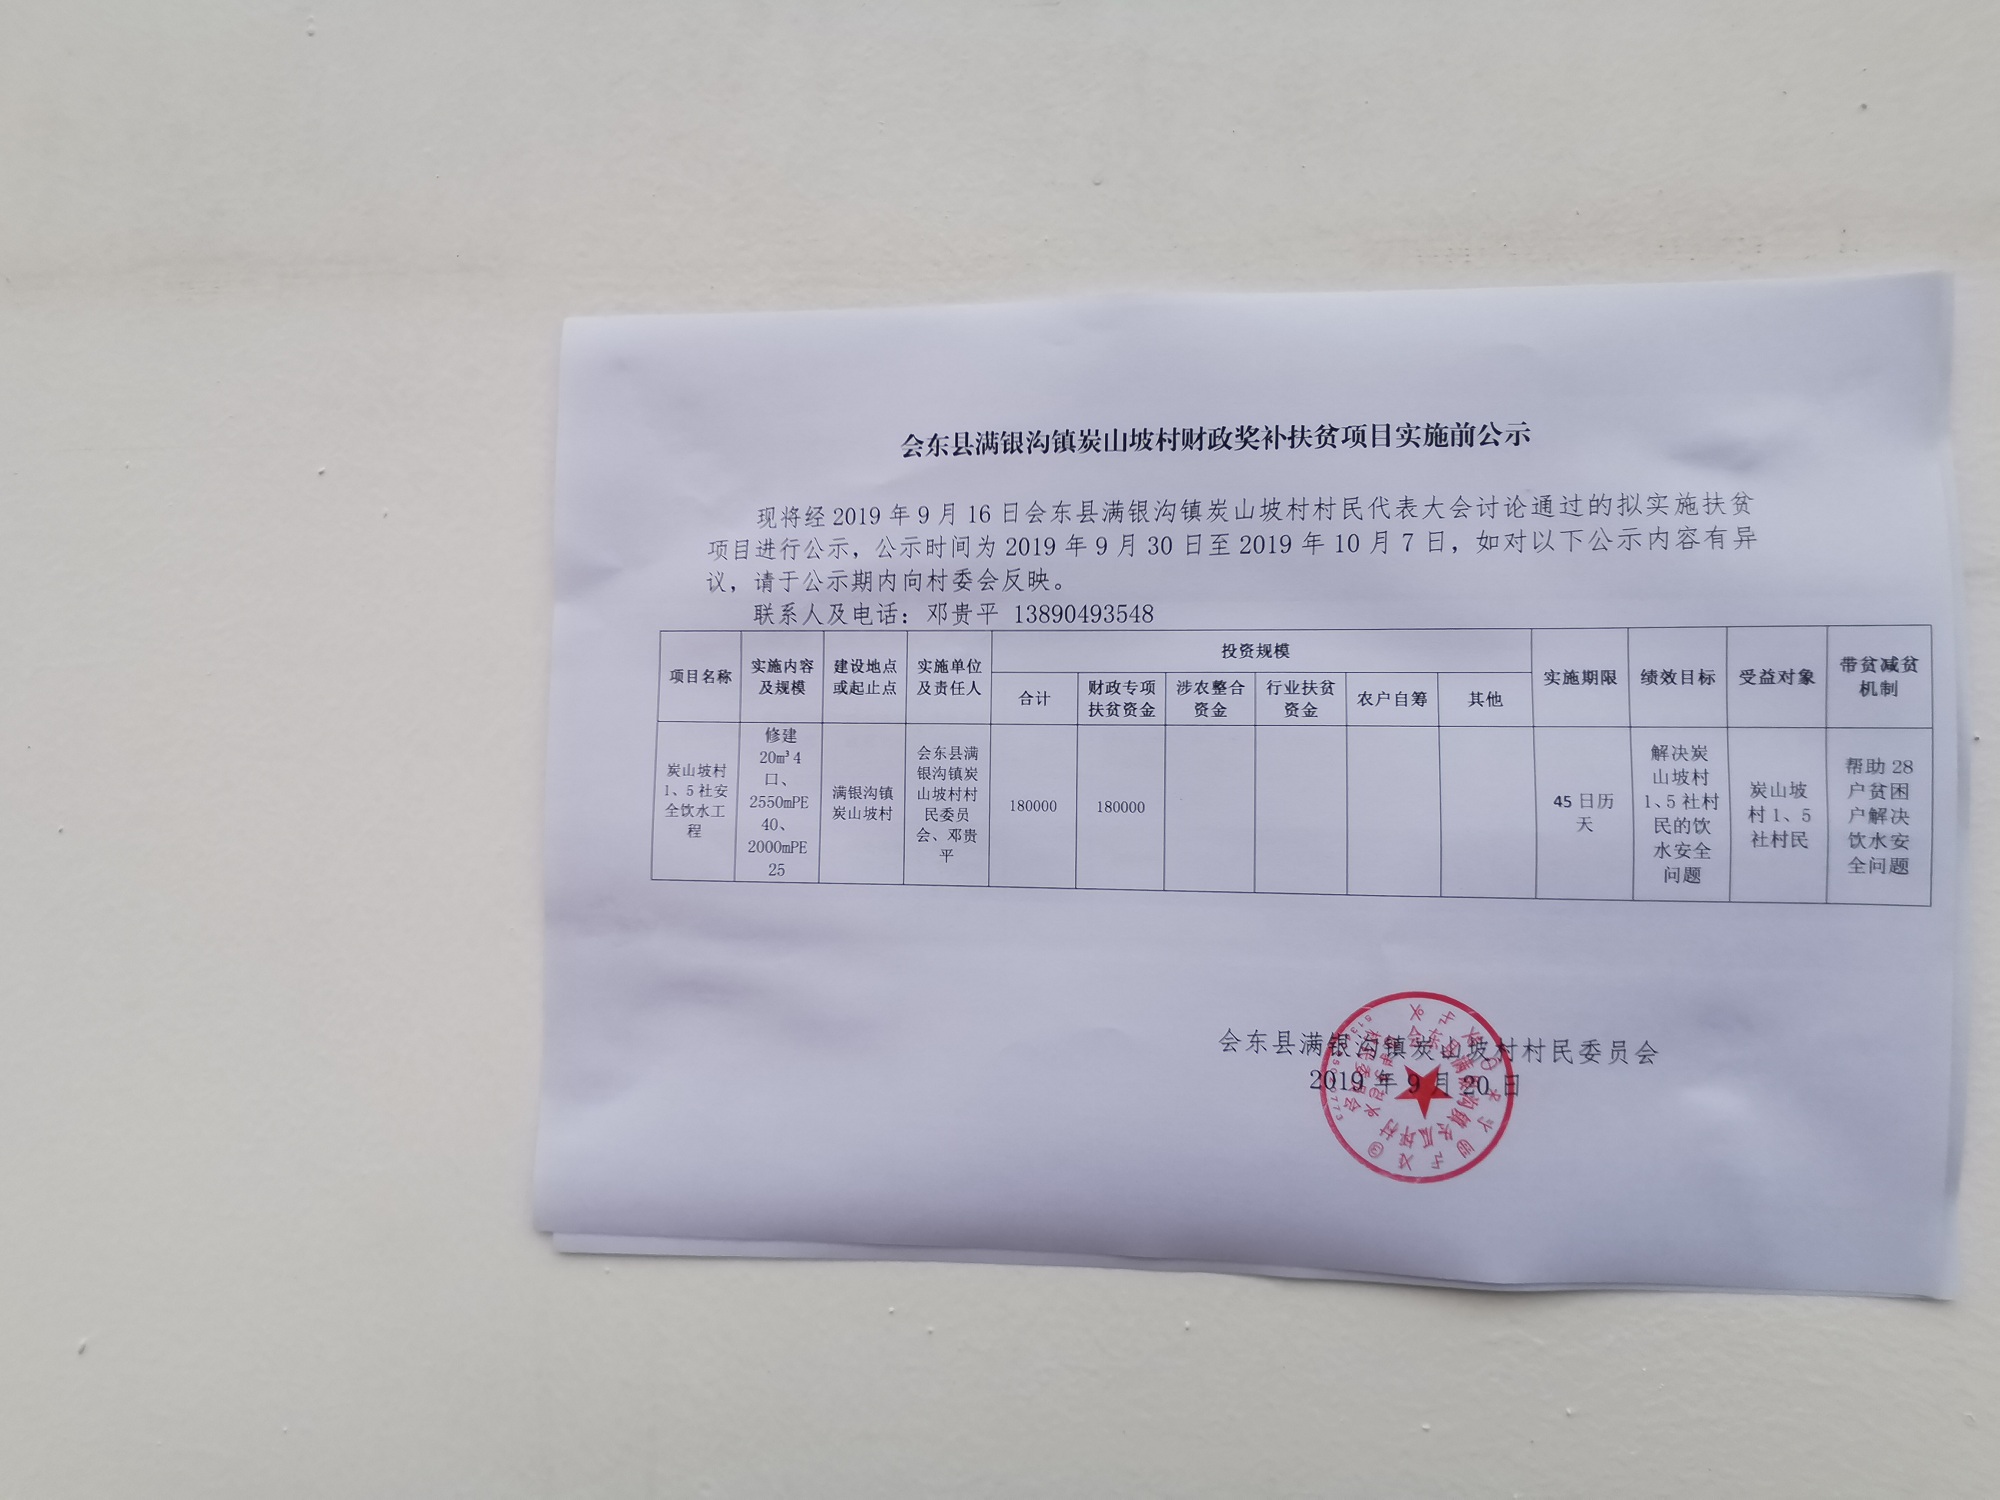 会东县满银沟镇炭山坡村财政奖补扶贫项目实施前公示
现将经2019年9月16日会东县满银沟镇炭山坡村村民代表大会讨论通过的拟实施扶贫
项目进行公示，公示时间为2019年9月30日至2019年10月7日，如对以下公示内容有异
议，请于公示期内向村委会反映。
联系人及电话：邓贵平 13890493548
项目名称
实施内容
及规模
建设地点
或起止点
实施单位
及责任人
投资规模
合计
财政专项
扶贫资金
涉农整合
资金
行业扶贫
资金
农户自筹
其他
实施期限
绩效目标
受益对象
带贫减贫
机制
炭山坡村
1、5社安
全饮水工
程
修建
20m³4
口、
2550mPE
40、
2000mPE
25
满银沟镇
炭山坡村
会东县满
银沟镇炭
山坡村村
民委员
会、邓贵
平
180000
180000
45日历
天
解决炭
山坡村
1、5社村
民的饮
水安全
问题
炭山坡
村1、5
社村民
帮助28
户贫困
户解决
饮水安
全问题
会东县满银沟镇炭山坡村村民委员会
2019年9月20日